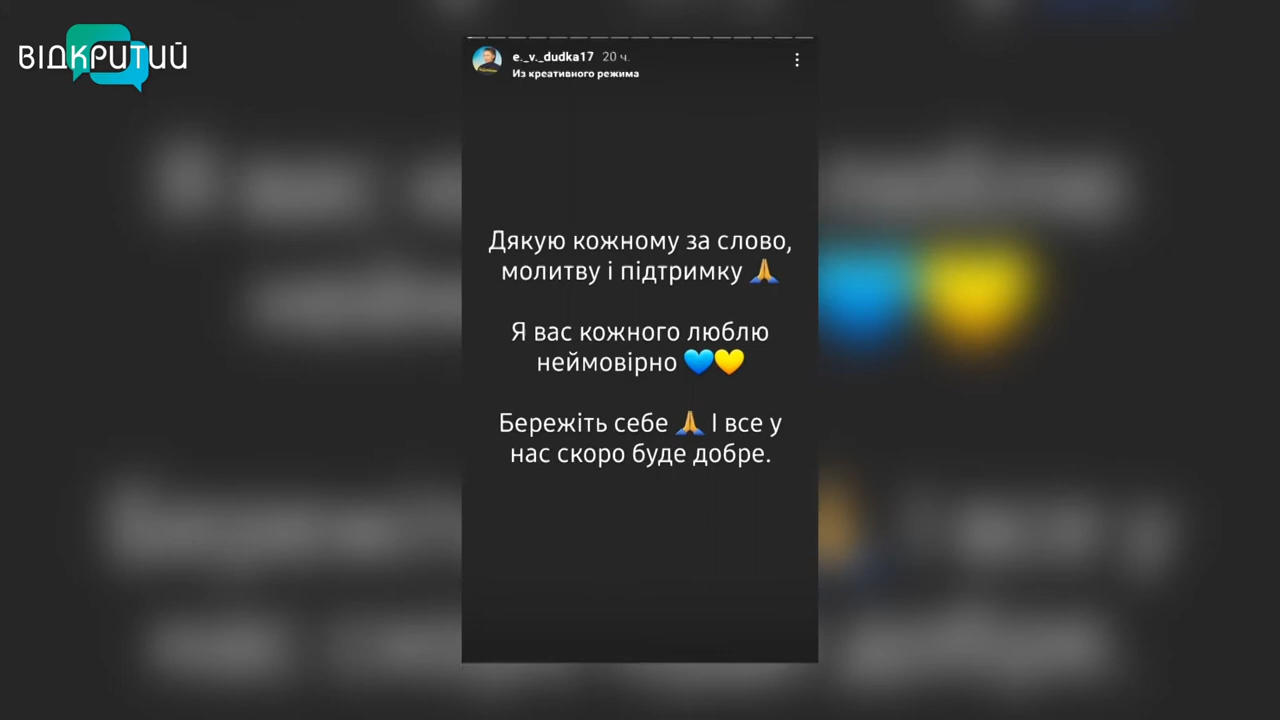 ВІДКРИТИЙ
e._v._dudka17 20 ч.
Из креативного режима
Дякую кожному за слово,
молитву і підтримку 🙏
Я вас кожного люблю
неймовірно 💙💛
Бережіть себе 🙏 І все у
нас скоро буде добре.